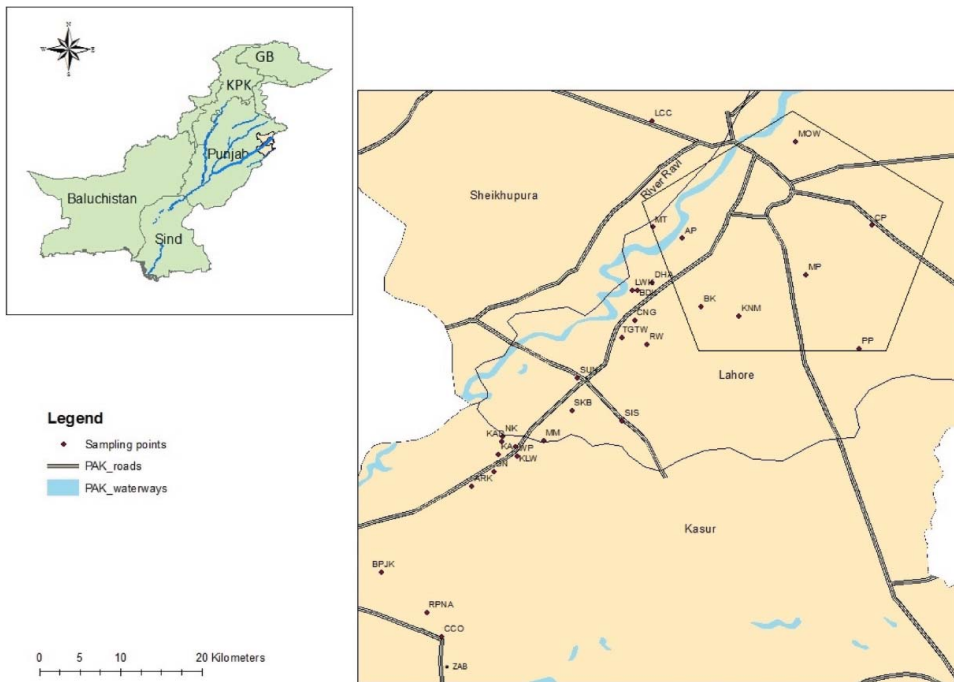 N
W
E
S
GB
KPK
Punjab
Baluchistan
Sind
LCC
MOW
River Ravi
Sheikhupura
MT
AP
CP
MP
DHA
LWH
BK
KNM
CNG
TGTW
RW
PP
Lahore
SKB
SIS
NK
MM
WP
KLW
ARK
Kasur
BPJK
RPNA
CCO
ZAB
Legend
Sampling points
PAK_roads
PAK_waterways
0 5 10 20 Kilometers